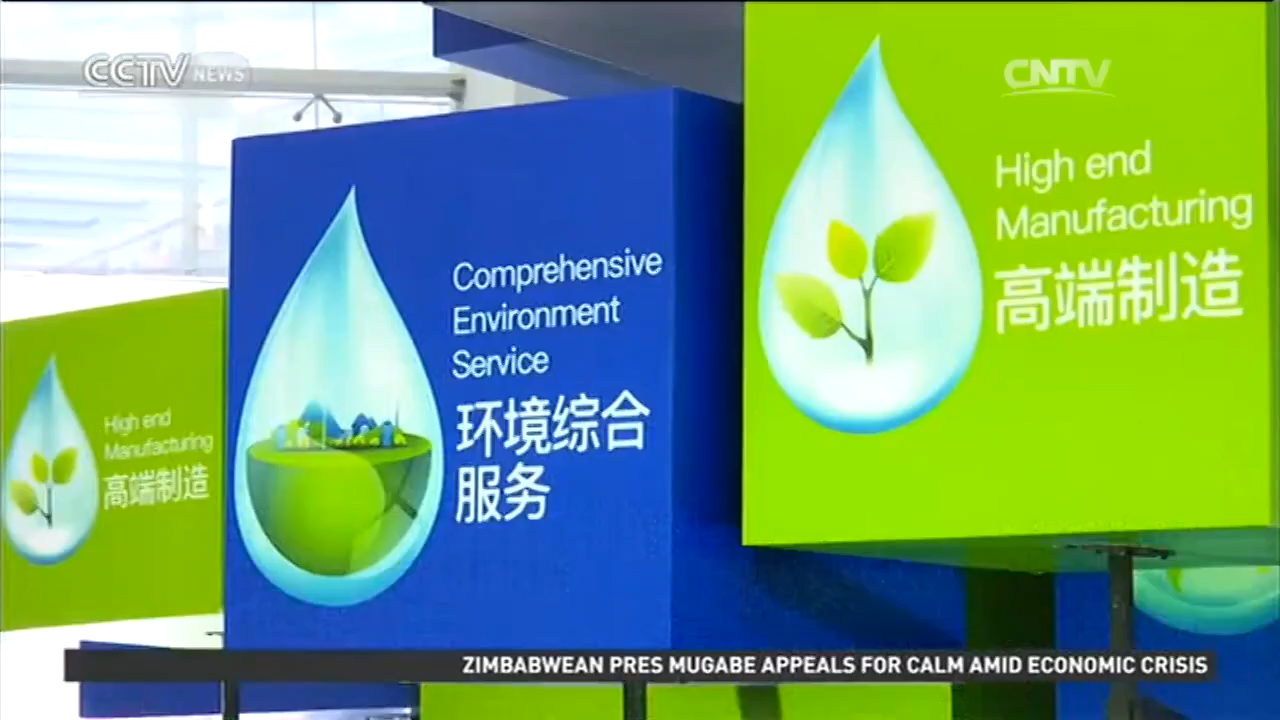 CCTV NEWS
CNTV
High end
Manufacturing
高端制造
Comprehensive
Environment
Service
环境综合
服务
High end
Manufacturing
高端制造
ZIMBABWEAN PRES MUGABE APPEALS FOR CALM AMID ECONOMIC CRISIS